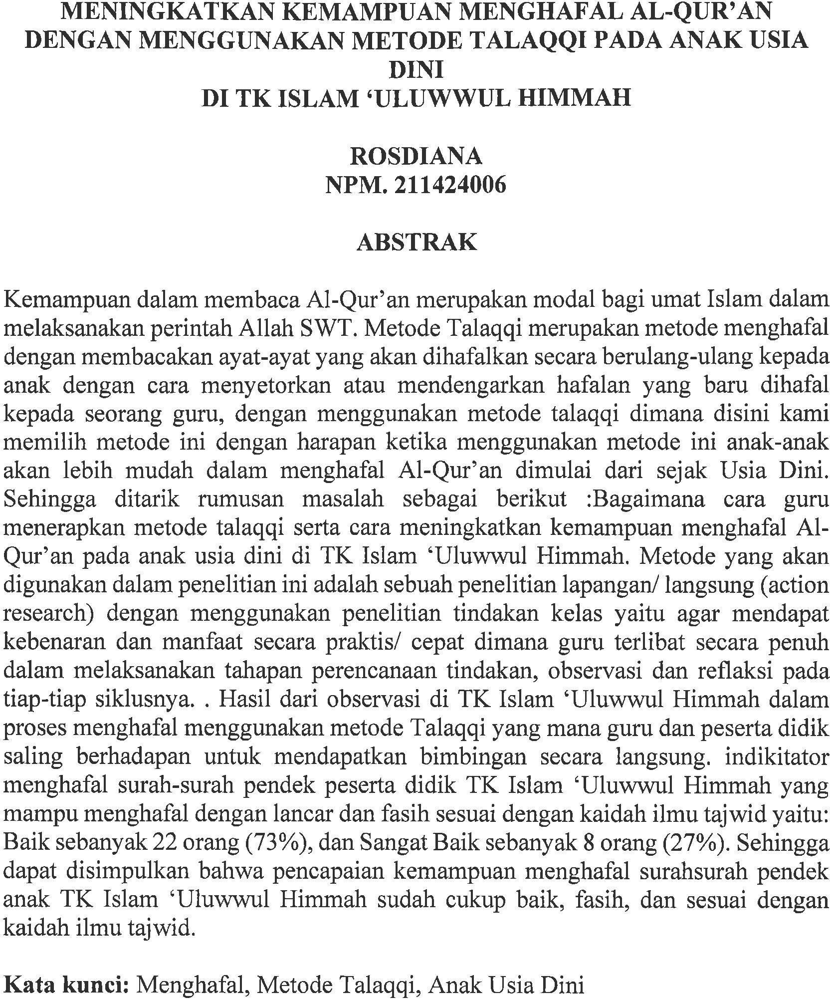 MENINGKATKAN KEMAMPUAN MENGHAFAL AL-QUR’AN
DENGAN MENGGUNAKAN METODE TALAQQI PADA ANAK USIA
DINI
DI TK ISLAM ‘ULUWWUL HIMMAH
ROSDIANA
NPM. 211424006
ABSTRAK
Kemampuan dalam membaca Al-Qur’an merupakan modal bagi umat Islam dalam
melaksanakan perintah Allah SWT. Metode Talaqqi merupakan metode menghafal
dengan membacakan ayat-ayat yang akan dihafalkan secara berulang-ulang kepada
anak dengan cara menyetorkan atau mendengarkan hafalan yang baru dihafal
kepada seorang guru, dengan menggunakan metode talaqqi dimana disini kami
memilih metode ini dengan harapan ketika menggunakan metode ini anak-anak
akan lebih mudah dalam menghafal Al-Qur’an dimulai dari sejak Usia Dini.
Sehingga ditarik rumusan masalah sebagai berikut :Bagaimana cara guru
menerapkan metode talaqqi serta cara meningkatkan kemampuan menghafal Al-
Qur’an pada anak usia dini di TK Islam ‘Uluwwul Himmah. Metode yang akan
digunakan dalam penelitian ini adalah sebuah penelitian lapangan/ langsung (action
research) dengan menggunakan penelitian tindakan kelas yaitu agar mendapat
kebenaran dan manfaat secara praktis/ cepat dimana guru terlibat secara penuh
dalam melaksanakan tahapan perencanaan tindakan, observasi dan reflaksi pada
tiap-tiap siklusnya. . Hasil dari observasi di TK Islam ‘Uluwwul Himmah dalam
proses menghafal menggunakan metode Talaqqi yang mana guru dan peserta didik
saling berhadapan untuk mendapatkan bimbingan secara langsung. indikitator
menghafal surah-surah pendek peserta didik TK Islam ‘Uluwwul Himmah yang
mampu menghafal dengan lancar dan fasih sesuai dengan kaidah ilmu tajwid yaitu:
Baik sebanyak 22 orang (73%), dan Sangat Baik sebanyak 8 orang (27%). Sehingga
dapat disimpulkan bahwa pencapaian kemampuan menghafal surahsurah pendek
anak TK Islam ‘Uluwwul Himmah sudah cukup baik, fasih, dan sesuai dengan
kaidah ilmu tajwid.
Kata kunci: Menghafal, Metode Talaqqi, Anak Usia Dini